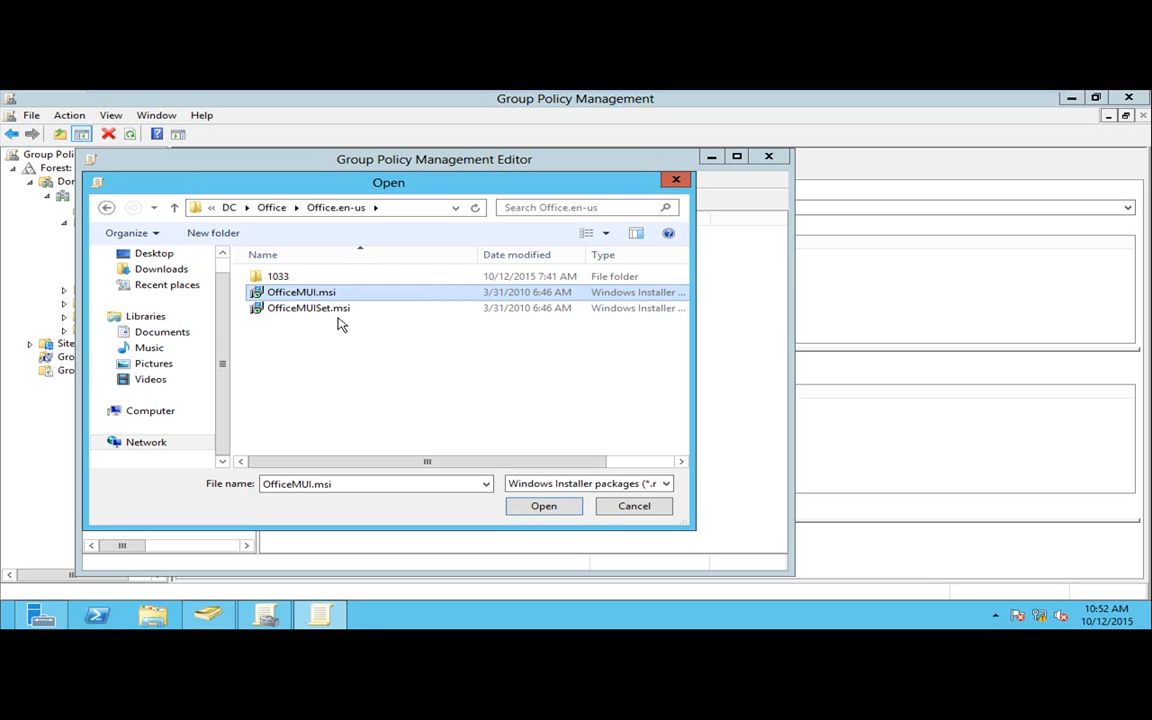 Group Policy Management
File Action View Window Help
Group Poli
Group Policy Management Editor
Forest:
Open
Dor
« DC Office Office.en-us
Search Office.en-us
Organize
New folder
Name Date modified Type
Desktop
Downloads
Recent places
Libraries
Documents
Music
Pictures
Videos
Computer
Network
1033 10/12/2015 7:41 AM File folder
OfficeMUI.msi 3/31/2010 6:46 AM Windows Installer ...
OfficeMUISet.msi 3/31/2010 6:46 AM Windows Installer ...
Site
Gro
Gro
File name: OfficeMUI.msi
Windows Installer packages (*.r
Open Cancel
10:52 AM
10/12/2015